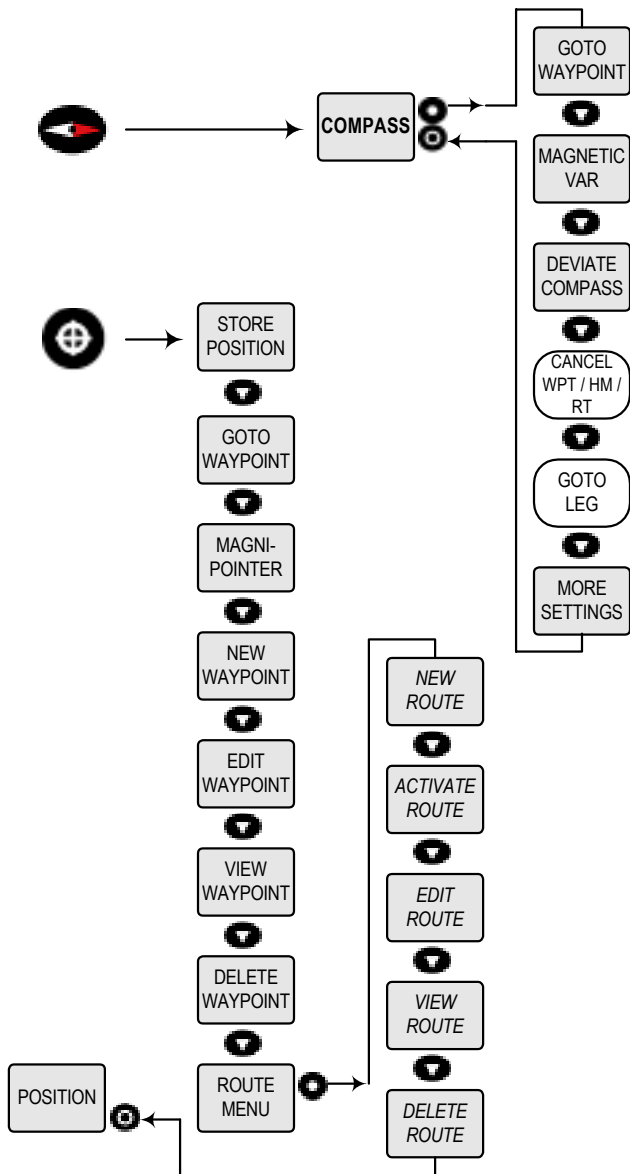 COMPASS
GOTO
WAYPOINT
MAGNETIC
VAR
DEVIATE
COMPASS
CANCEL
WPT / HM /
RT
GOTO
LEG
MORE
SETTINGS
STORE
POSITION
GOTO
WAYPOINT
MAGNI-
POINTER
NEW
WAYPOINT
EDIT
WAYPOINT
VIEW
WAYPOINT
DELETE
WAYPOINT
ROUTE
MENU
NEW
ROUTE
ACTIVATE
ROUTE
EDIT
ROUTE
VIEW
ROUTE
DELETE
ROUTE
POSITION